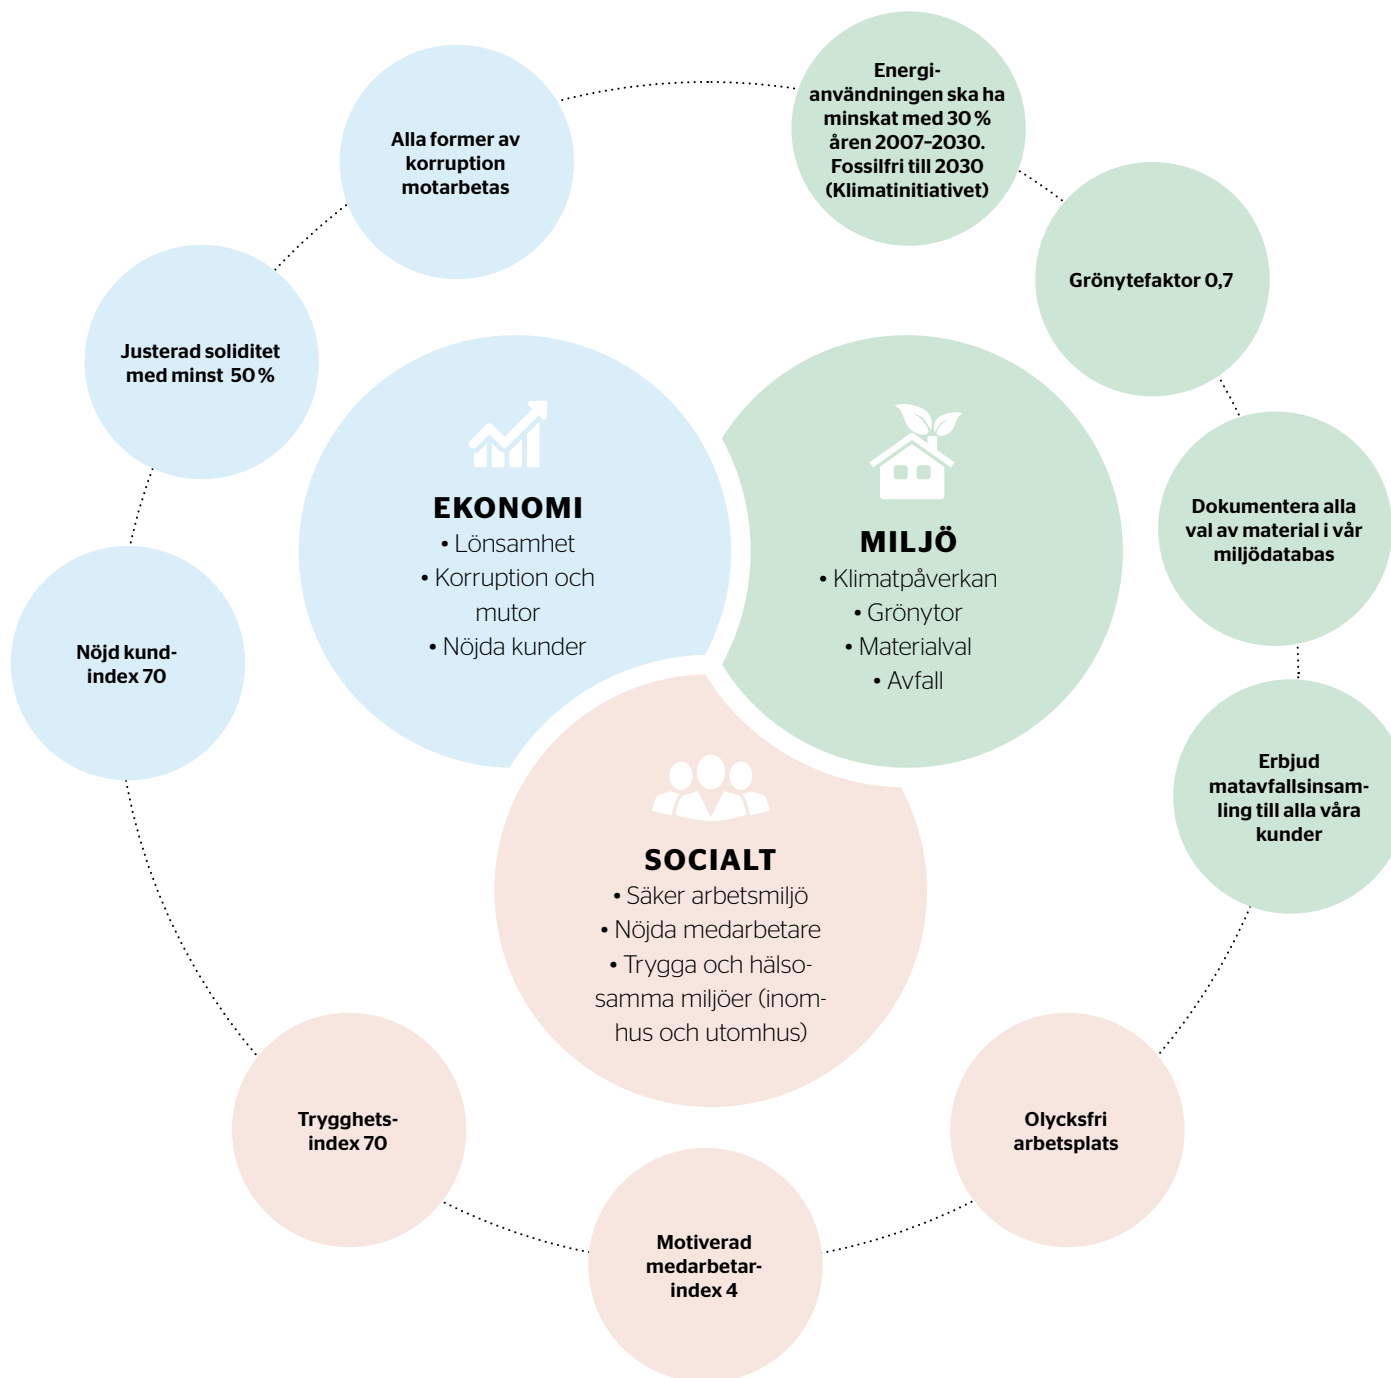 Energi-
användningen ska ha
minskat med 30 %
åren 2007–2030.
Fossilfri till 2030
(Klimatinitiativet)
Alla former av
korruption
motarbetas
Grönytefaktor 0,7
Justerad soliditet
med minst 50 %
EKONOMI
• Lönsamhet
• Korruption och
mutor
• Nöjda kunder
MILJÖ
• Klimatpåverkan
• Grönytor
• Materialval
• Avfall
Dokumentera alla
val av material i vår
miljödatabas
Nöjd kund-
index 70
Erbjud
matavfallsinsam-
ling till alla våra
kunder
SOCIALT
• Säker arbetsmiljö
• Nöjda medarbetare
• Trygga och hälso-
samma miljöer (inom-
hus och utomhus)
Trygghets-
index 70
Olycksfri
arbetsplats
Motiverad
medarbetar-
index 4